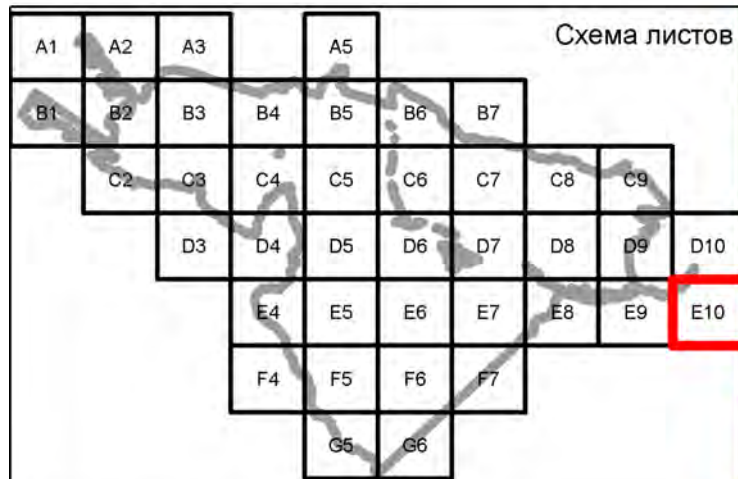 Схема листов
A1 A2 A3 A5
B1 B2 B3 B4 B5 B6 B7
C2 C3 C4 C5 C6 C7 C8 C9
D3 D4 D5 D6 D7 D8 D9 D10
E4 E5 E6 E7 E8 E9 E10
F4 F5 F6 F7
G5 G6